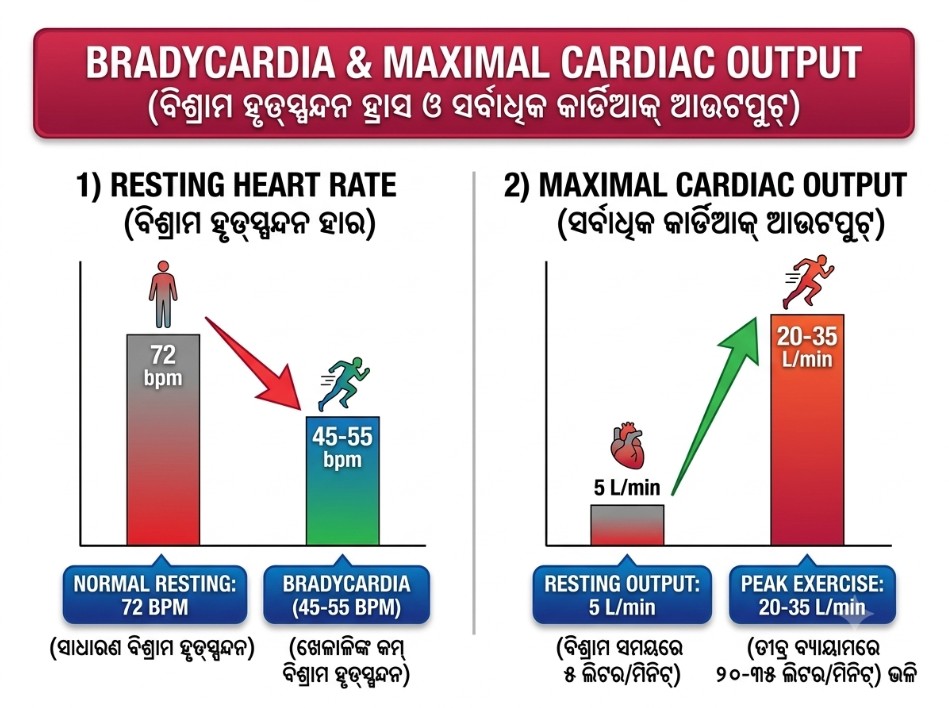 BRADYCARDIA & MAXIMAL CARDIAC OUTPUT
(ବିଶ୍ରାମ ହୃତ୍‌ସ୍ପନ୍ଦନ ହ୍ରାସ ଓ ସର୍ବାଧିକ କାର୍ଡିଆକ୍ ଆଉଟପୁଟ୍)
1) RESTING HEART RATE
(ବିଶ୍ରାମ ହୃତ୍‌ସ୍ପନ୍ଦନ ହାର)
72
bpm
45-55
bpm
NORMAL RESTING:
72 BPM
(ସାଧାରଣ ବିଶ୍ରାମ ହୃତ୍‌ସ୍ପନ୍ଦନ)
BRADYCARDIA
(45-55 BPM)
(ଖେଳାଳିଙ୍କ କମ୍
ବିଶ୍ରାମ ହୃତ୍‌ସ୍ପନ୍ଦନ)
2) MAXIMAL CARDIAC OUTPUT
(ସର୍ବାଧିକ କାର୍ଡିଆକ୍ ଆଉଟପୁଟ୍)
5 L/min
20-35
L/min
RESTING OUTPUT:
5 L/min
(ବିଶ୍ରାମ ସମୟରେ
୫ ଲିଟର/ମିନିଟ୍)
PEAK EXERCISE:
20-35 L/min
(ତୀବ୍ର ବ୍ୟାୟାମରେ
୨୦-୩୫ ଲିଟର/ମିନିଟ୍) ଭଳି